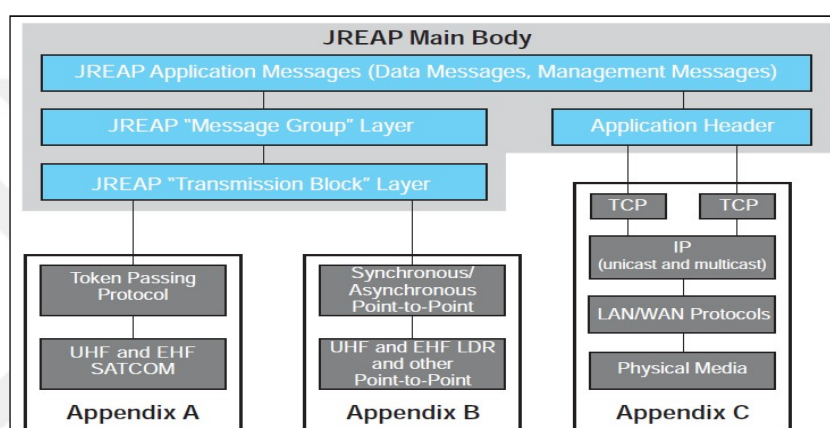 JREAP Main Body
JREAP Application Messages (Data Messages, Management Messages)
JREAP "Message Group" Layer
Application Header
JREAP "Transmission Block" Layer
TCP
TCP
Token Passing
Protocol
Synchronous/
Asynchronous
Point-to-Point
IP
(unicast and multicast)
LAN/WAN Protocols
UHF and EHF
SATCOM
UHF and EHF LDR
and other
Point-to-Point
Physical Media
Appendix A
Appendix B
Appendix C